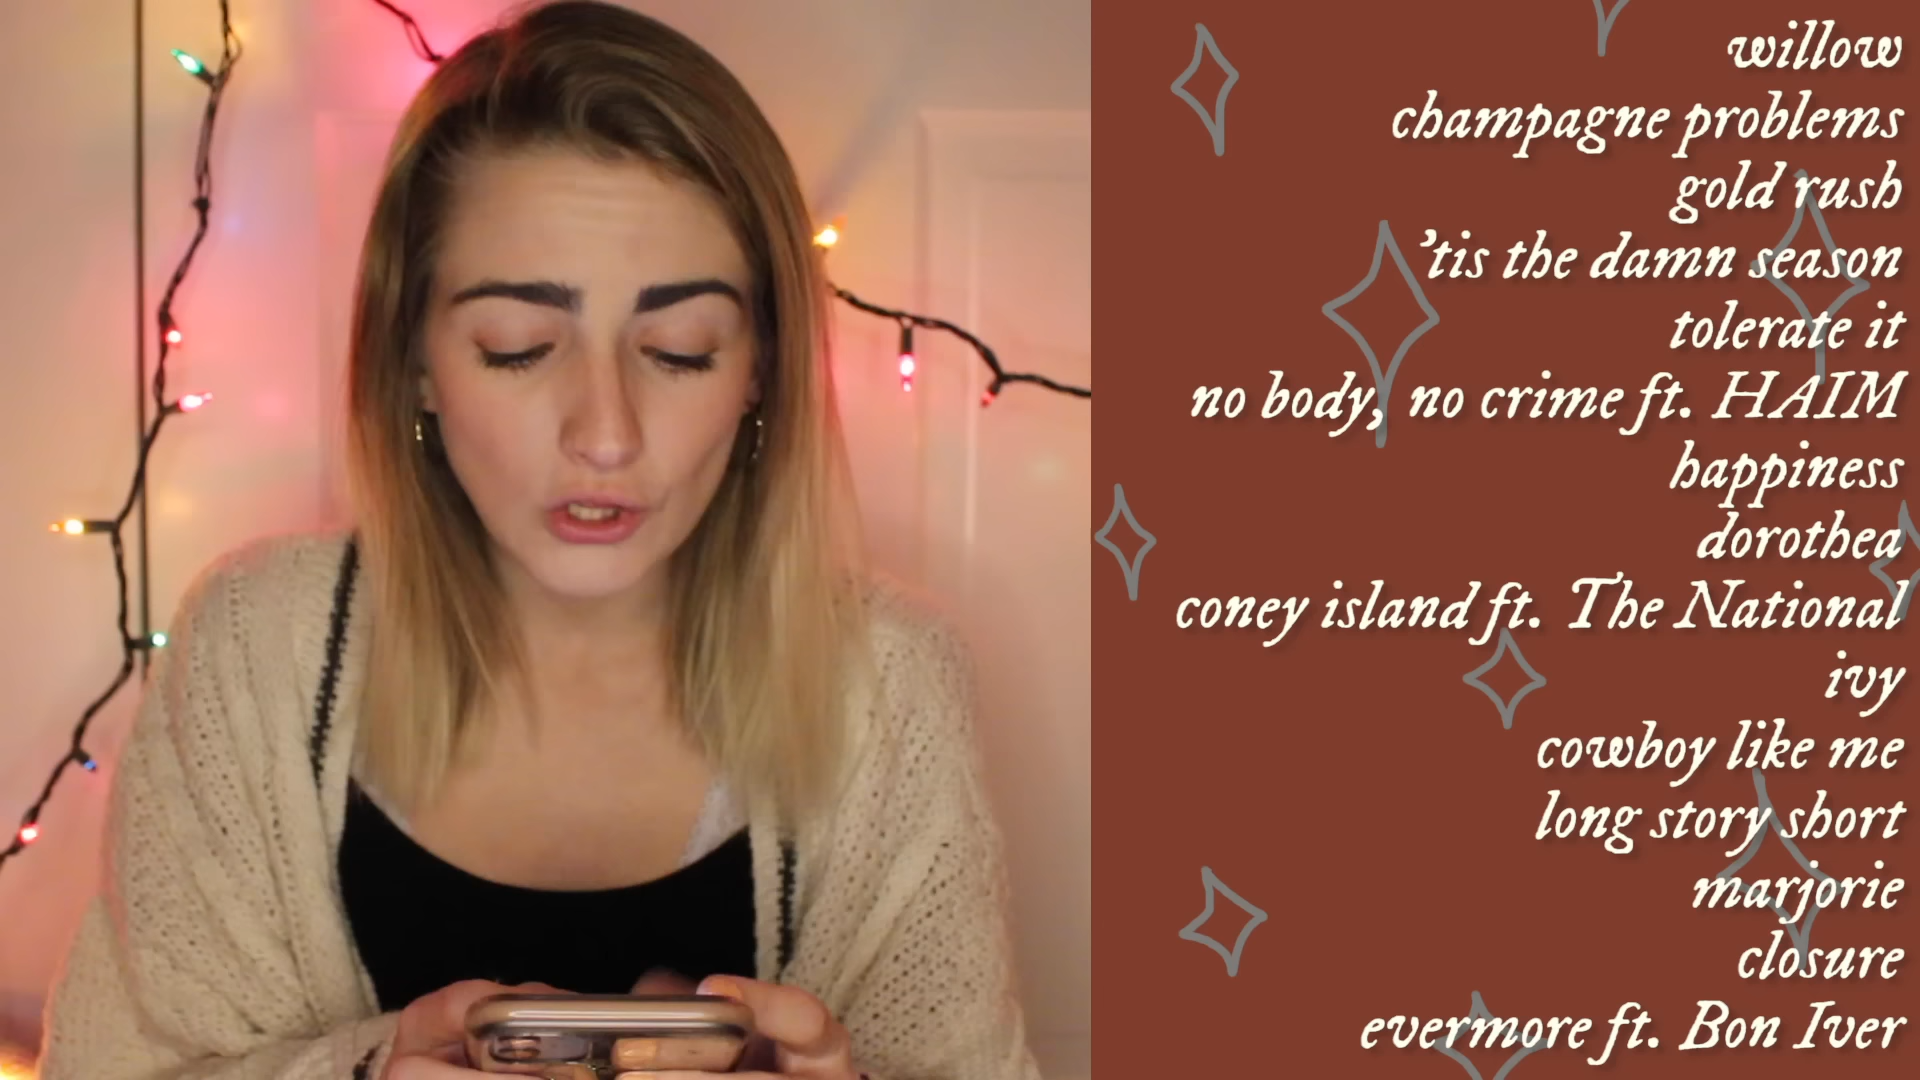 willow
champagne problems
gold rush
'tis the damn season
tolerate it
no body, no crime ft. HAIM
happiness
dorothea
coney island ft. The National
ivy
cowboy like me
long story short
marjorie
closure
evermore ft. Bon Iver